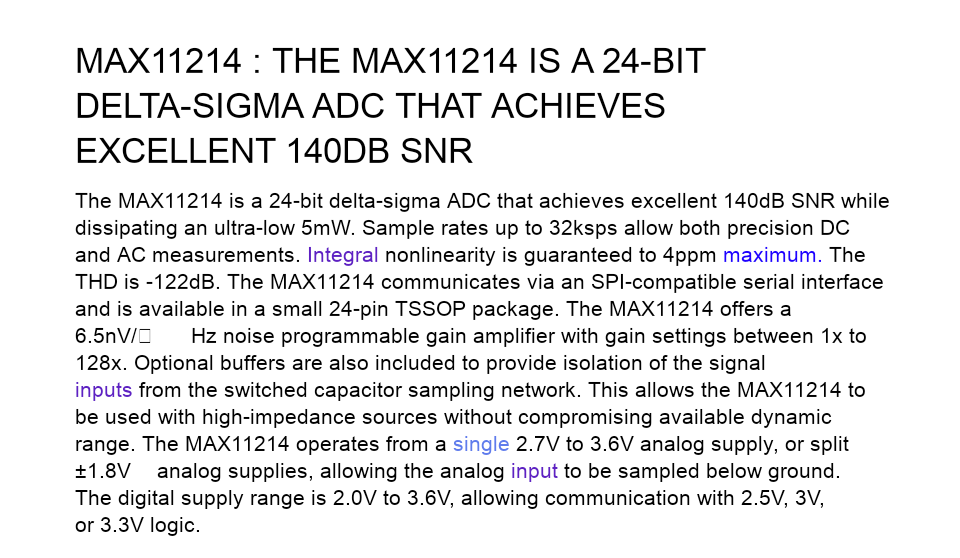 MAX11214 : THE MAX11214 IS A 24-BIT
DELTA-SIGMA ADC THAT ACHIEVES
EXCELLENT 140DB SNR
The MAX11214 is a 24-bit delta-sigma ADC that achieves excellent 140dB SNR while
dissipating an ultra-low 5mW. Sample rates up to 32ksps allow both precision DC
and AC measurements. Integral nonlinearity is guaranteed to 4ppm maximum. The
THD is -122dB. The MAX11214 communicates via an SPI-compatible serial interface
and is available in a small 24-pin TSSOP package. The MAX11214 offers a
6.5nV/□ Hz noise programmable gain amplifier with gain settings between 1x to
128x. Optional buffers are also included to provide isolation of the signal
inputs from the switched capacitor sampling network. This allows the MAX11214 to
be used with high-impedance sources without compromising available dynamic
range. The MAX11214 operates from a single 2.7V to 3.6V analog supply, or split
±1.8V analog supplies, allowing the analog input to be sampled below ground.
The digital supply range is 2.0V to 3.6V, allowing communication with 2.5V, 3V,
or 3.3V logic.